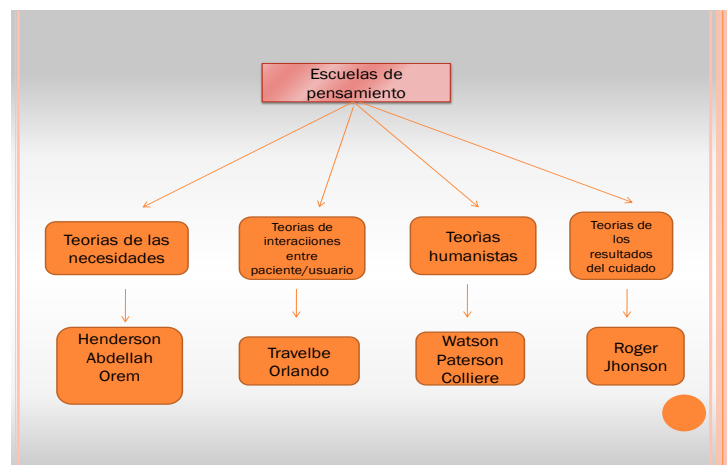 Escuelas de
pensamiento
Teorias de las
necesidades
Teorias de
interaciiones
entre
paciente/usuario
Teorìas
humanistas
Teorias de
los
resultados
del cuidado
Henderson
Abdellah
Orem
Travelbe
Orlando
Watson
Paterson
Colliere
Roger
Jhonson